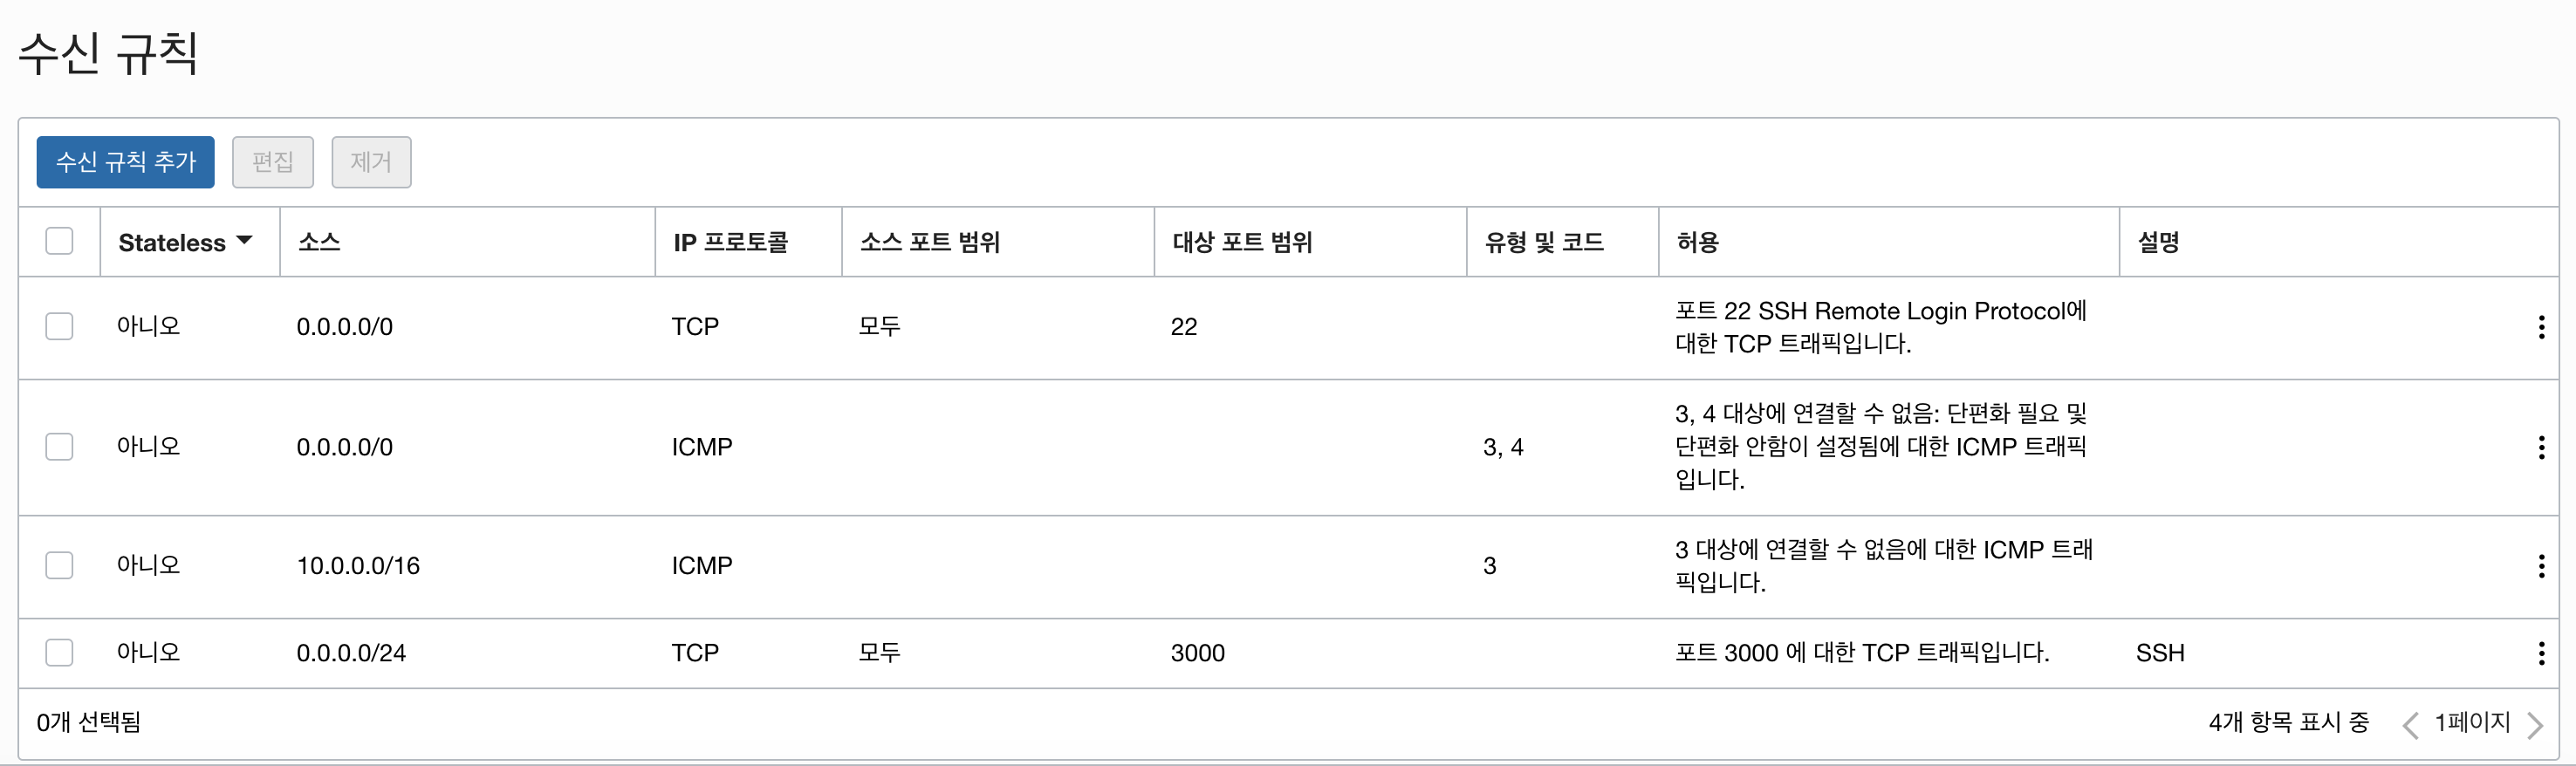 수신 규칙
수신 규칙 추가 편집 제거
Stateless 소스 IP 프로토콜 소스 포트 범위 대상 포트 범위 유형 및 코드 허용 설명
아니오 0.0.0.0/0 TCP 모두 22 포트 22 SSH Remote Login Protocol에
대한 TCP 트래픽입니다.
아니오 0.0.0.0/0 ICMP 3, 4 3, 4 대상에 연결할 수 없음: 단편화 필요 및
단편화 안함이 설정됨에 대한 ICMP 트래픽
입니다.
아니오 10.0.0.0/16 ICMP 3 3 대상에 연결할 수 없음에 대한 ICMP 트래
픽입니다.
아니오 0.0.0.0/24 TCP 모두 3000 포트 3000 에 대한 TCP 트래픽입니다. SSH
0개 선택됨 4개 항목 표시 중 1페이지